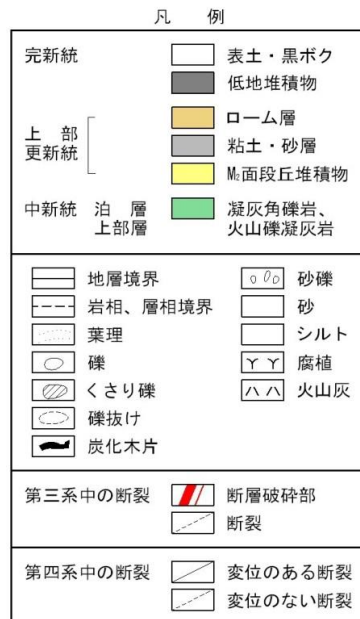 凡 例
完新統
表土・黒ボク
低地堆積物
上 部
更新統
ローム層
粘土・砂層
M₂面段丘堆積物
中新統 泊 層
上部層
凝灰角礫岩、
火山礫凝灰岩
地層境界
岩相、層相境界
葉理
礫
くさり礫
礫抜け
炭化木片
砂礫
砂
シルト
腐植
火山灰
第三系中の断裂
断層破砕部
断裂
第四系中の断裂
変位のある断裂
変位のない断裂